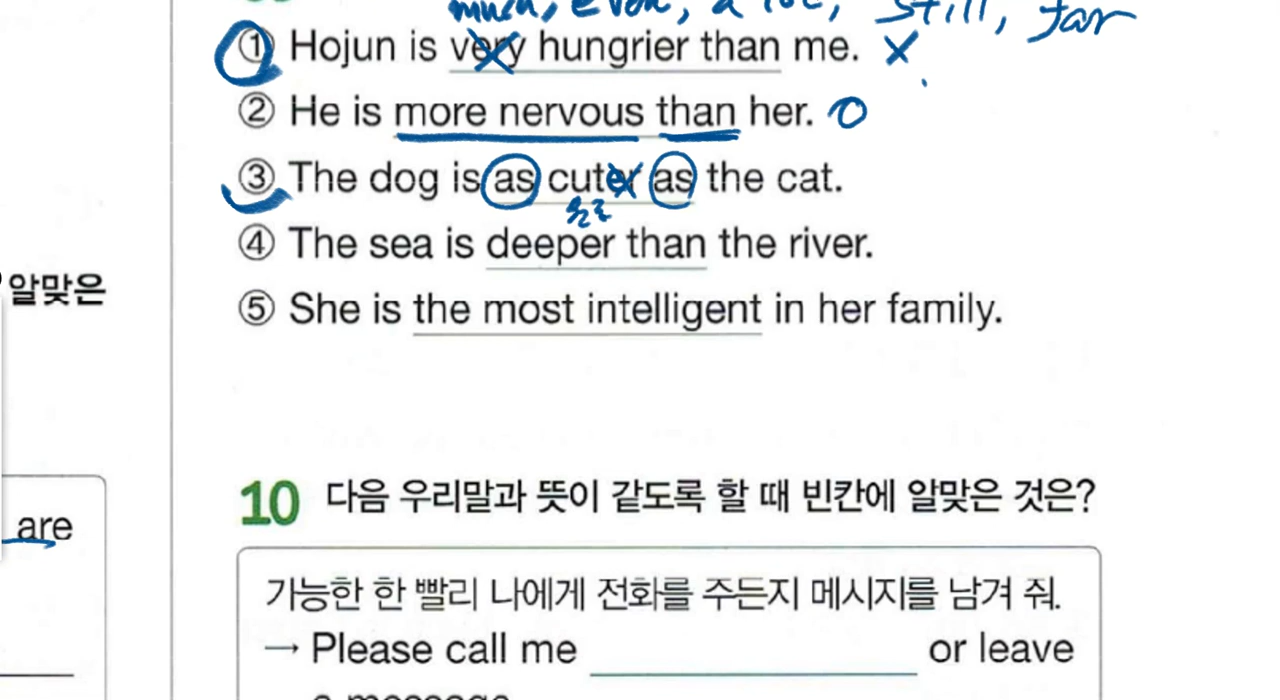 much, even, a lot, still, far
① Hojun is very hungrier than me. X
② He is more nervous than her. O
③ The dog is as cuter as the cat.
원급
④ The sea is deeper than the river.
알맞은
⑤ She is the most intelligent in her family.
10 다음 우리말과 뜻이 같도록 할 때 빈칸에 알맞은 것은?
are
기능한 한 빨리 나에게 전화를 주든지 메시지를 남겨 줘.
→ Please call me ________ or leave
a message